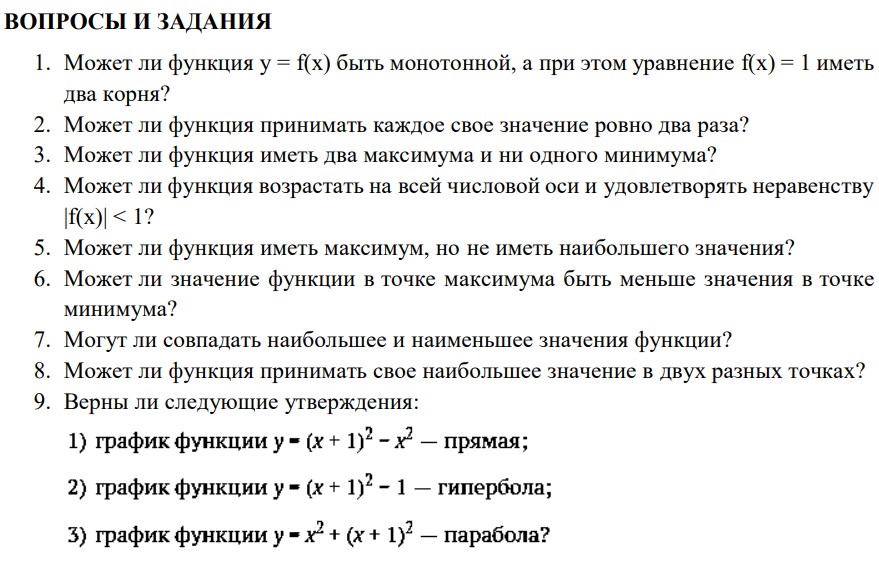 ВОПРОСЫ И ЗАДАНИЯ
1. Может ли функция y = f(x) быть монотонной, а при этом уравнение f(x) = 1 иметь
два корня?
2. Может ли функция принимать каждое свое значение ровно два раза?
3. Может ли функция иметь два максимума и ни одного минимума?
4. Может ли функция возрастать на всей числовой оси и удовлетворять неравенству
|f(x)| < 1?
5. Может ли функция иметь максимум, но не иметь наибольшего значения?
6. Может ли значение функции в точке максимума быть меньше значения в точке
минимума?
7. Могут ли совпадать наибольшее и наименьшее значения функции?
8. Может ли функция принимать свое наибольшее значение в двух разных точках?
9. Верны ли следующие утверждения:
1) график функции y = (x + 1)² − x² — прямая;
2) график функции y = (x + 1)² − 1 — гипербола;
3) график функции y = x² + (x + 1)² — парабола?